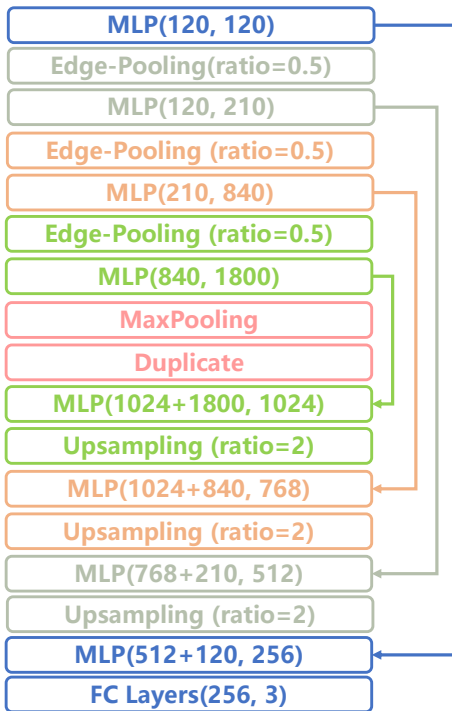 MLP(120, 120)
Edge-Pooling(ratio=0.5)
MLP(120, 210)
Edge-Pooling (ratio=0.5)
MLP(210, 840)
Edge-Pooling (ratio=0.5)
MLP(840, 1800)
MaxPooling
Duplicate
MLP(1024+1800, 1024)
Upsampling (ratio=2)
MLP(1024+840, 768)
Upsampling (ratio=2)
MLP(768+210, 512)
Upsampling (ratio=2)
MLP(512+120, 256)
FC Layers(256, 3)